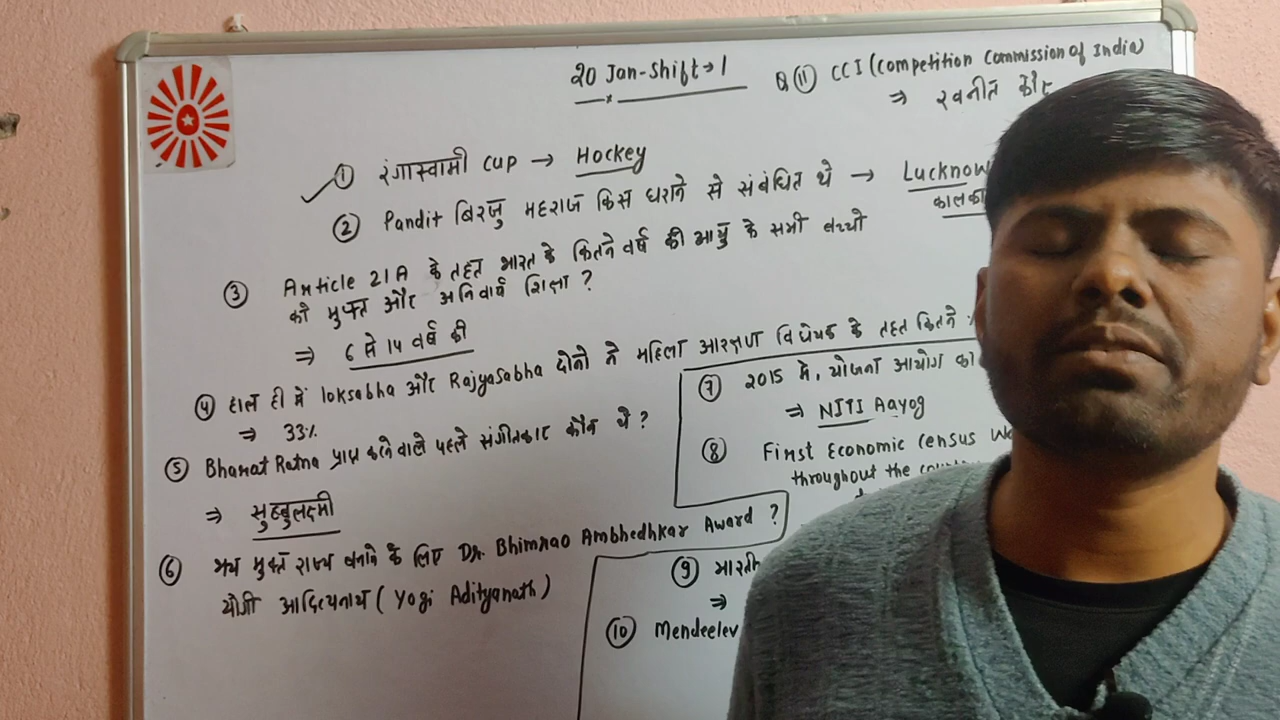 20 Jan-Shift→1
Q ⑪ CCI (Competition Commission of India)
⇒ रवनीत कौर
① रंगास्वामी Cup → Hockey
② Pandit बिरजु महराज किस घराने से संबंधित थे → Lucknow
कालका
③ Article 21A के तहत भारत के कितने वर्ष की आयु के सभी बच्चो
को मुफ्त और अनिवार्य शिक्षा ?
⇒ 6 से 14 वर्ष की
④ हाल ही में loksabha और RajyaSabha दोनो ने महिला आरक्षण विधेयक के तहत कितने %
⇒ 33%
⑤ Bharat Ratna प्राप्त करने वाले पहले संगीतकार कौन थे ?
⇒ सुब्बुलक्ष्मी
⑥ भय मुक्त राज्य बनाने के लिए Dr. Bhimrao Ambhedhkar Award ?
योगी आदित्यनाथ ( Yogi Adityanath )
⑦ 2015 मे, योजना आयोग का
⇒ NITI Aayog
⑧ First Economic Census
throughout the
⑨
⇒
⑩ Mendeelev